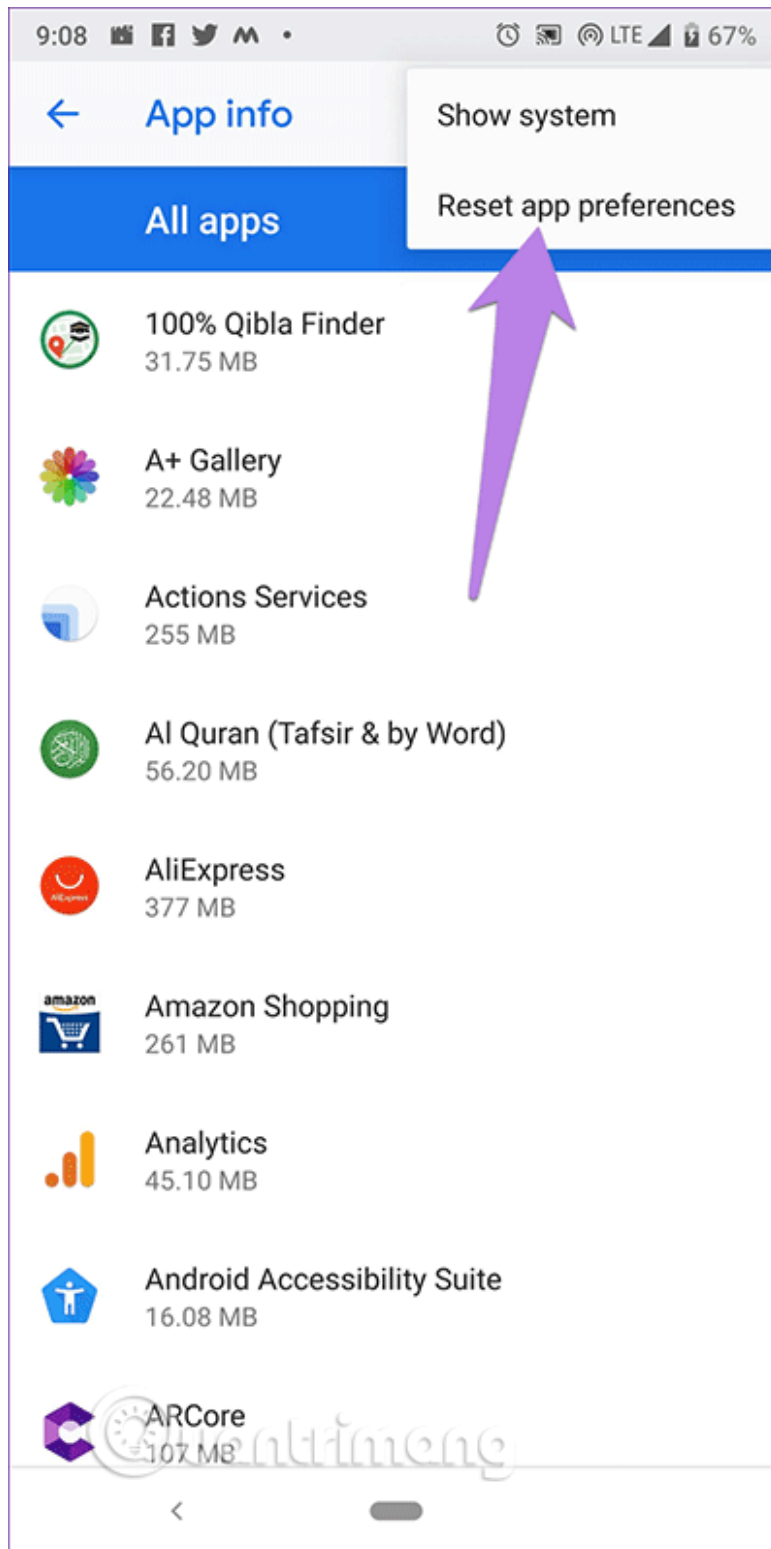 9:08 LTE 67%
App info
Show system
Reset app preferences
All apps
100% Qibla Finder
31.75 MB
A+ Gallery
22.48 MB
Actions Services
255 MB
Al Quran (Tafsir & by Word)
56.20 MB
AliExpress
AliExpress
377 MB
amazon
Amazon Shopping
261 MB
Analytics
45.10 MB
Android Accessibility Suite
16.08 MB
ARCore
107 MB
Quantrimang